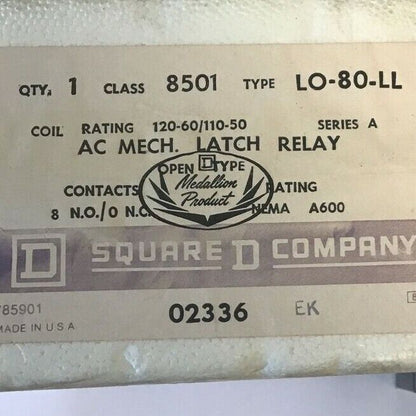 QTY. 1 CLASS 8501 TYPE LO-80-LL
COIL RATING 120-60/110-50 SERIES A
AC MECH. LATCH RELAY
OPEN D TYPE
Medallion
Product
CONTACTS RATING
8 N.O./0 N.C. NEMA A600
D SQUARE D COMPANY
785901
MADE IN U S A
02336 EK